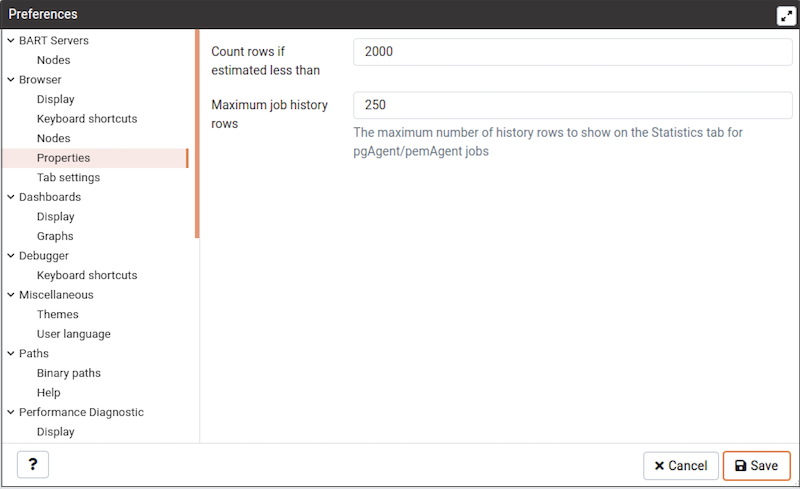 Preferences
BART Servers
Nodes
Browser
Display
Keyboard shortcuts
Nodes
Properties
Tab settings
Dashboards
Display
Graphs
Debugger
Keyboard shortcuts
Miscellaneous
Themes
User language
Paths
Binary paths
Help
Performance Diagnostic
Display
Count rows if
estimated less than
2000
Maximum job history
rows
250
The maximum number of history rows to show on the Statistics tab for
pgAgent/pemAgent jobs
?
Cancel
Save